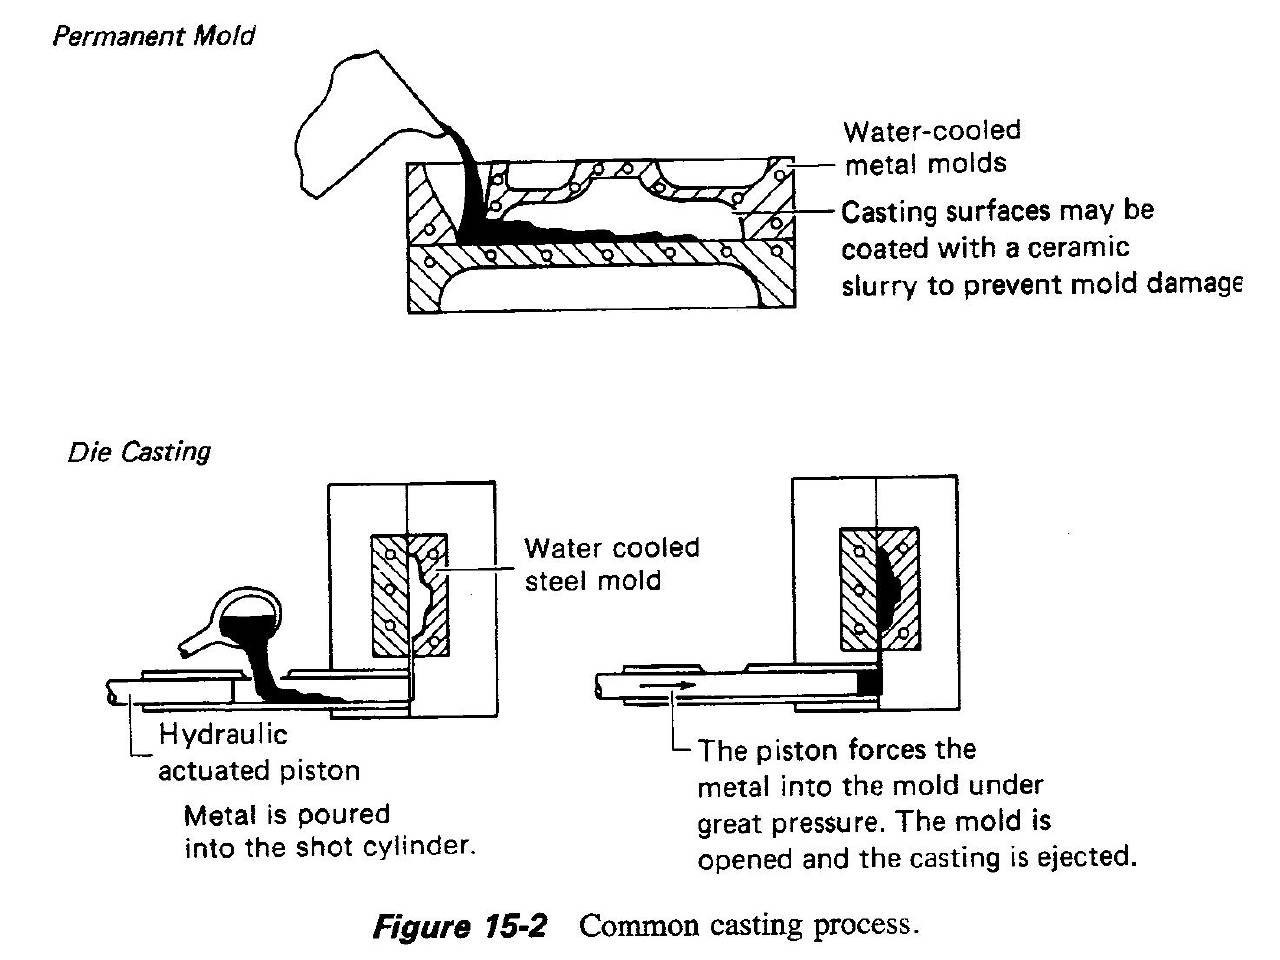 Permanent Mold
Water-cooled
metal molds
Casting surfaces may be
coated with a ceramic
slurry to prevent mold damage
Die Casting
Water cooled
steel mold
Hydraulic
actuated piston
Metal is poured
into the shot cylinder.
The piston forces the
metal into the mold under
great pressure. The mold is
opened and the casting is ejected.
Figure 15-2 Common casting process.